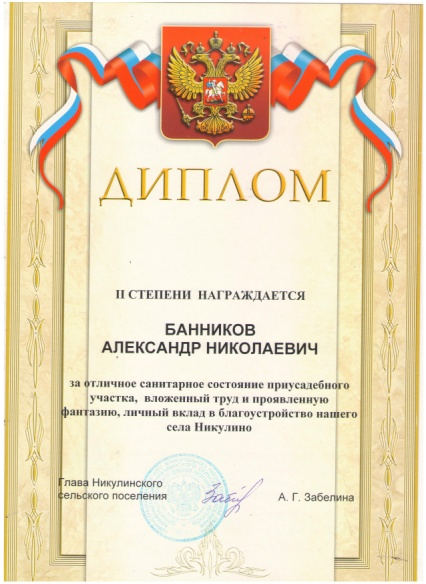 ДИПЛОМ
II СТЕПЕНИ НАГРАЖДАЕТСЯ
БАННИКОВ
АЛЕКСАНДР НИКОЛАЕВИЧ
за отличное санитарное состояние приусадебного
участка, вложенный труд и проявленную
фантазию, личный вклад в благоустройство нашего
села Никулино
Глава Никулинского
сельского поселения
А. Г. Забелина